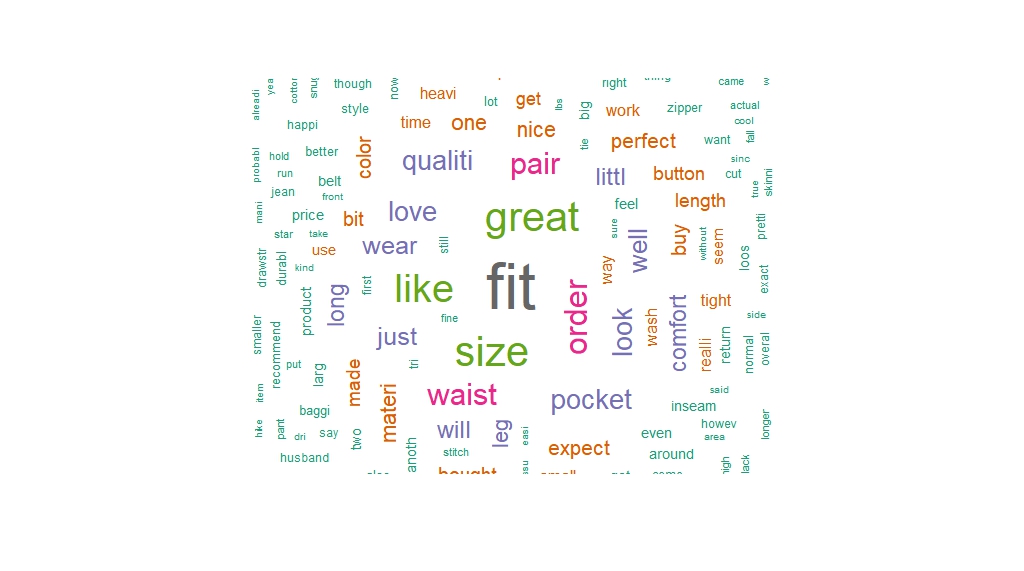 though
right
came
yea
cotton
snug
now
alreadi
heavi
lot
get
lbs
big
work
zipper
actual
style
cool
happi
time
one
nice
tie
perfect
want
fall
probabl
hold
better
color
qualiti
pair
littl
button
sinc
cut
run
belt
true
skinni
jean
front
mani
price
bit
love
great
feel
length
star
take
use
wear
still
sure
well
buy
without
seem
loos
pretti
drawstr
durabl
kind
first
like
fit
way
exact
product
long
fine
order
look
wash
comfort
tight
side
smaller
recommend
just
size
realli
return
normal
overal
put
larg
made
tri
item
materi
waist
pocket
said
inseam
baggi
hike
pant
dri
say
two
anoth
will
leg
easi
even
howev
area
longer
husband
stitch
expect
around
high
lack
bought